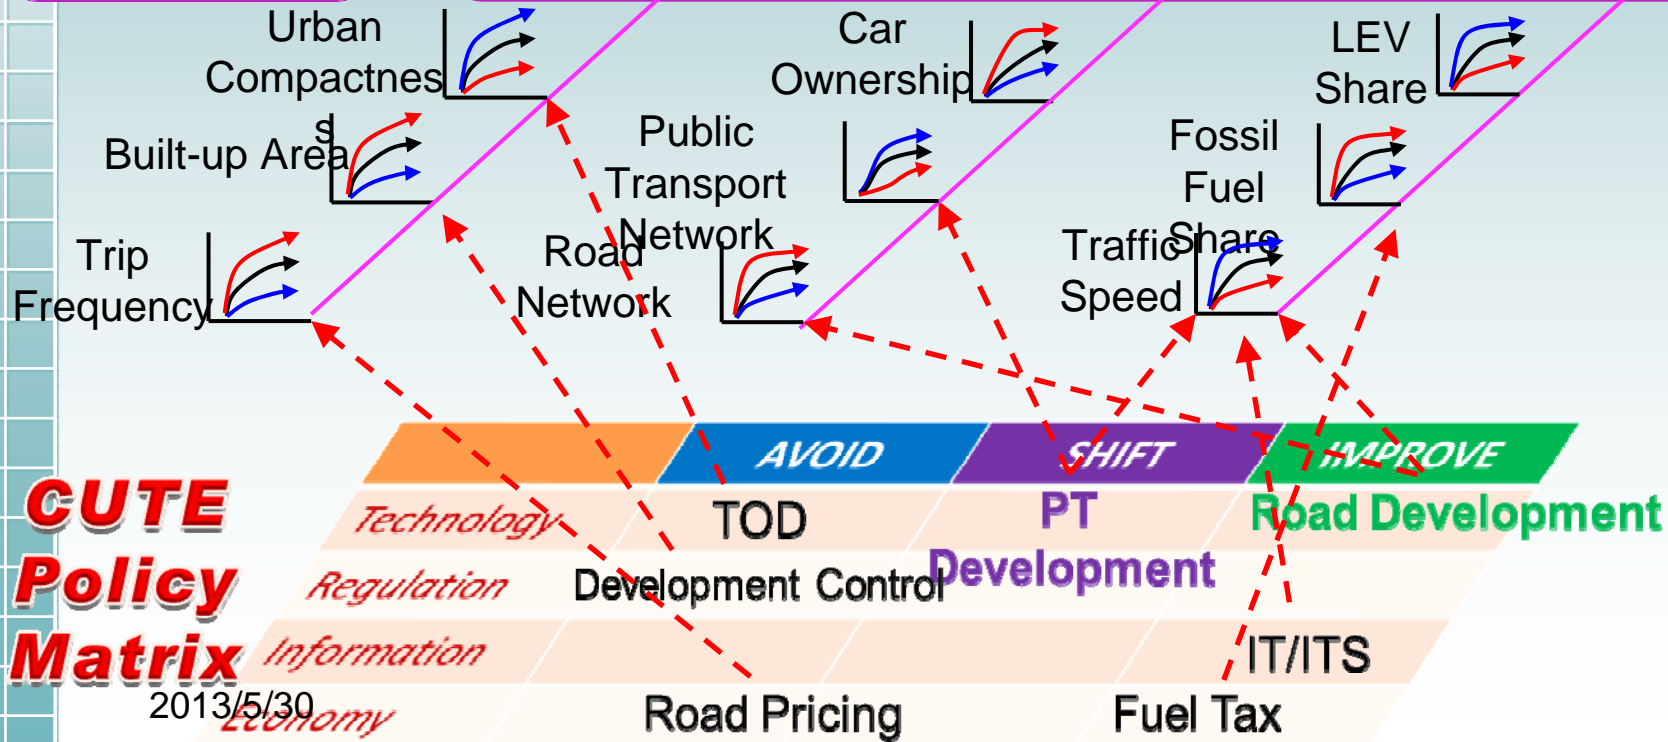 Urban
Compactnes
s
Car
Ownership
LEV
Share
Built-up Area
Public
Transport
Network
Fossil
Fuel
Share
Trip
Frequency
Road
Network
Traffic
Speed
AVOID
SHIFT
IMPROVE
CUTE
Policy
Matrix
Technology
TOD
PT
Development
Road Development
Regulation
Development Control
Information
IT/ITS
2013/5/30
Economy
Road Pricing
Fuel Tax